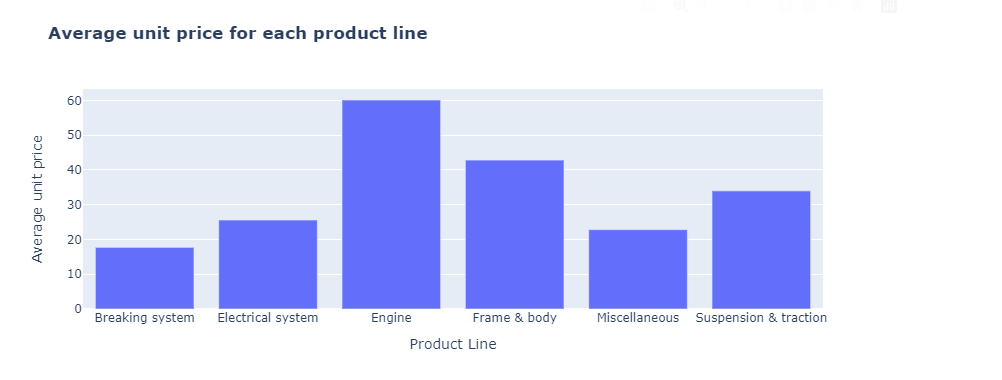 Average unit price for each product line
Average unit price
60
50
40
30
20
10
0
Breaking system
Electrical system
Engine
Frame & body
Miscellaneous
Suspension & traction
Product Line